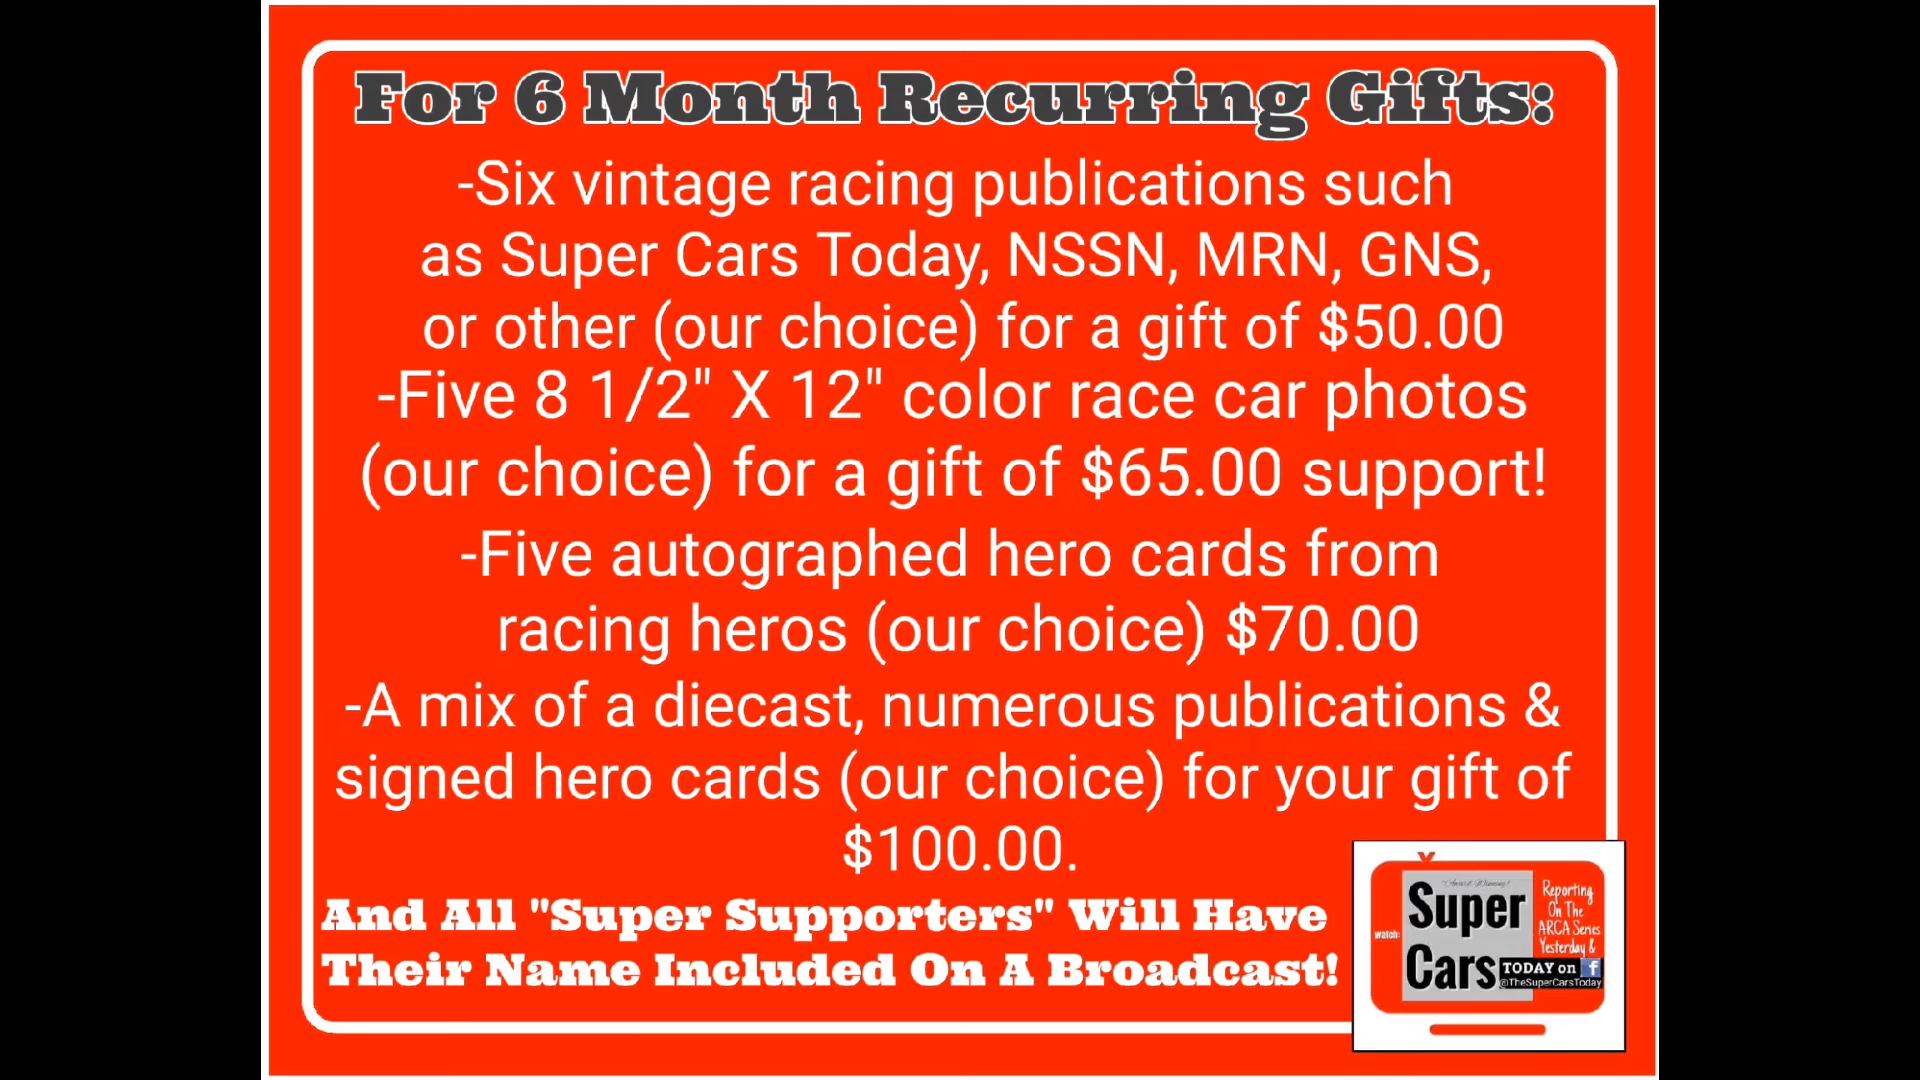 For 6 Month Recurring Gifts:
-Six vintage racing publications such
as Super Cars Today, NSSN, MRN, GNS,
or other (our choice) for a gift of $50.00
-Five 8 1/2" X 12" color race car photos
(our choice) for a gift of $65.00 support!
-Five autographed hero cards from
racing heros (our choice) $70.00
-A mix of a diecast, numerous publications &
signed hero cards (our choice) for your gift of
$100.00.
And All "Super Supporters" Will Have
Their Name Included On A Broadcast!
"Award Winning!"
watch:
Super
Cars
TODAY on f
@TheSuperCarsToday
Reporting
On The
ARCA Series
Yesterday &